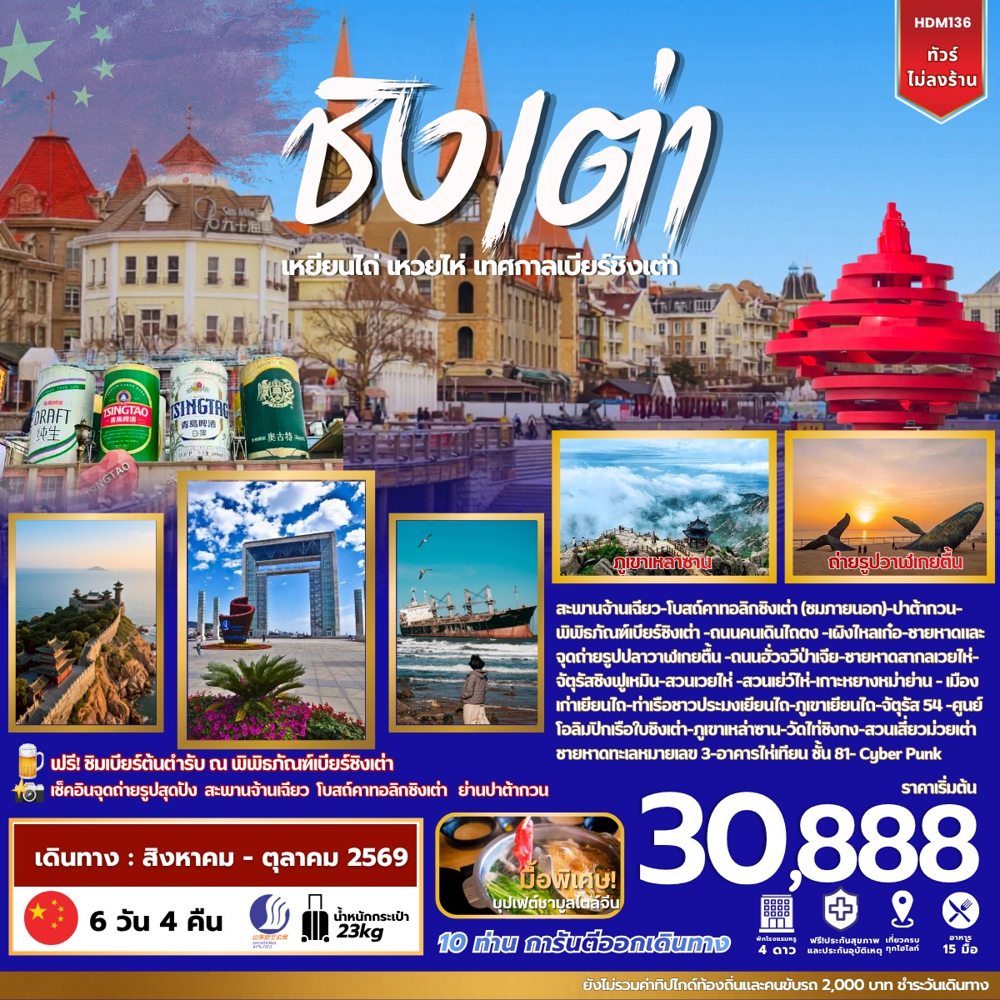 HDM136
ทัวร์
ไม่ลงร้าน
ชิงเต่า
เหยียนไถ่ เหวยไห่ เทศกาลเบียร์ชิงเต่า
九十海里
DRAFT
纯生
TSINGTAO
青岛啤酒
TSINGTAO
青岛啤酒
白啤
奥古特
TSINGTAO
ภูเขาเหลาซาน
ถ่ายรูปวาฬเกยตื้น
สะพานจ้านเฉียว-โบสถ์คาทอลิกชิงเต่า (ชมภายนอก)-ปาต้ากวน-
พิพิธภัณฑ์เบียร์ชิงเต่า -ถนนคนเดินไถตง -เผิงไหลเก๋อ-ชายหาดและ
จุดถ่ายรูปปลาวาฬเกยตื้น -ถนนฮั่วจวีป่าเจีย-ชายหาดสากลเวยไห่-
จัตุรัสซิงฟูเหมิน-สวนเวยไห่ -สวนเย่ว์ไห่-เกาะหยางหม่าย่าน - เมือง
เก่าเยียนไถ-ท่าเรือชาวประมงเยียนไถ-ภูเขาเยียนไถ-จัตุรัส 54 -ศูนย์
โอลิมปิกเรือใบชิงเต่า-ภูเขาเหล่าซาน-วัดไท่ชิงกง-สวนเสี่ยวม่วยเต่า
ชายหาดทะเลหมายเลข 3-อาคารไห่เทียน ชั้น 81- Cyber Punk
ฟรี! ชิมเบียร์ต้นตำรับ ณ พิพิธภัณฑ์เบียร์ชิงเต่า
เช็คอินจุดถ่ายรูปสุดปัง สะพานจ้านเฉียว โบสถ์คาทอลิกชิงเต่า ย่านปาต้ากวน
ราคาเริ่มต้น
30,888
เดินทาง : สิงหาคม - ตุลาคม 2569
6 วัน 4 คืน
山东航空公司
SHANDONG AIRLINES
น้ำหนักกระเป๋า
23kg
มื้อพิเศษ!
บุปเฟต์ชาบูสไตล์จีน
10 ท่าน การันตีออกเดินทาง
พักโรงแรมหรู
4 ดาว
ฟรีประกันสุขภาพ
และประกันอุบัติเหตุ
เที่ยวครบ
ทุกไฮไลท์
อาหาร
15 มื้อ
ยังไม่รวมค่าทิปไกด์ท้องถิ่นและคนขับรถ 2,000 บาท ชำระวันเดินทาง